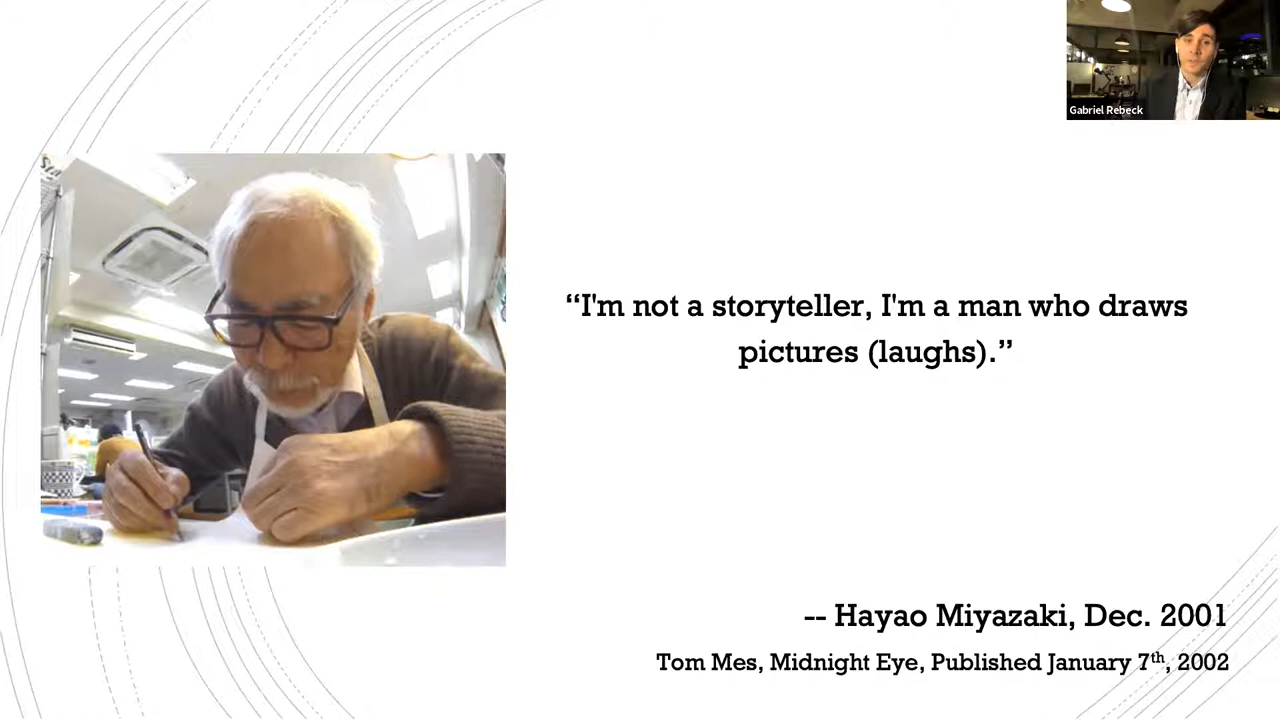 Gabriel Rebeck
“I'm not a storyteller, I'm a man who draws
pictures (laughs).”
-- Hayao Miyazaki, Dec. 2001
Tom Mes, Midnight Eye, Published January 7th, 2002